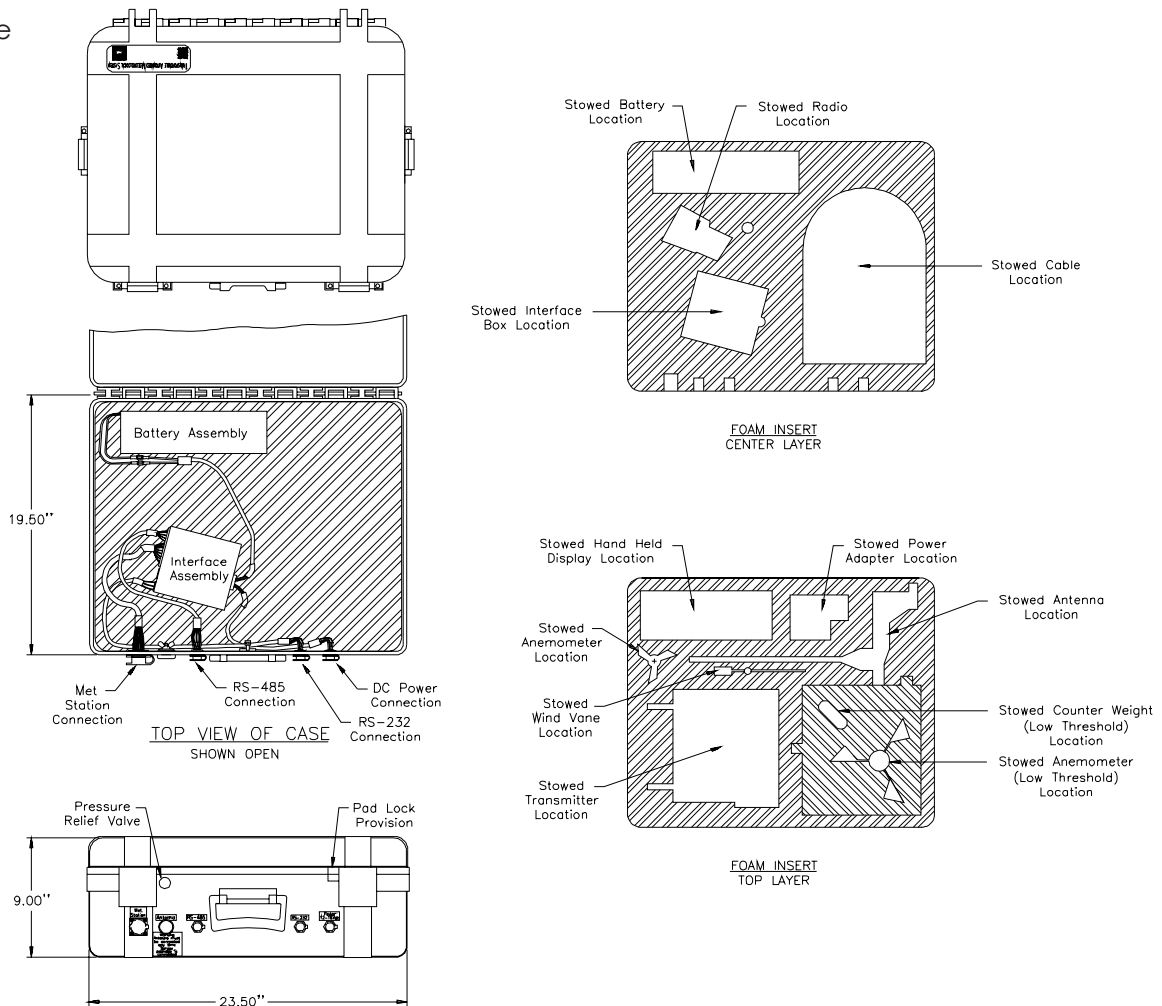 e
Stowed Battery
Location
Stowed Radio
Location
Stowed Cable
Location
Stowed Interface
Box Location
FOAM INSERT
CENTER LAYER
Battery Assembly
Interface
Assembly
19.50''
Met
Station
Connection
RS-485
Connection
RS-232
Connection
DC Power
Connection
TOP VIEW OF CASE
SHOWN OPEN
Stowed Hand Held
Display Location
Stowed Power
Adapter Location
Stowed
Anemometer
Location
Stowed Antenna
Location
Stowed
Wind Vane
Location
Stowed Counter Weight
(Low Threshold)
Location
Stowed Anemometer
(Low Threshold)
Location
Stowed
Transmitter
Location
FOAM INSERT
TOP LAYER
Pressure
Relief Valve
Pad Lock
Provision
9.00''
Met
Station
Antenna
RS-485
RS-232
Power
23.50''